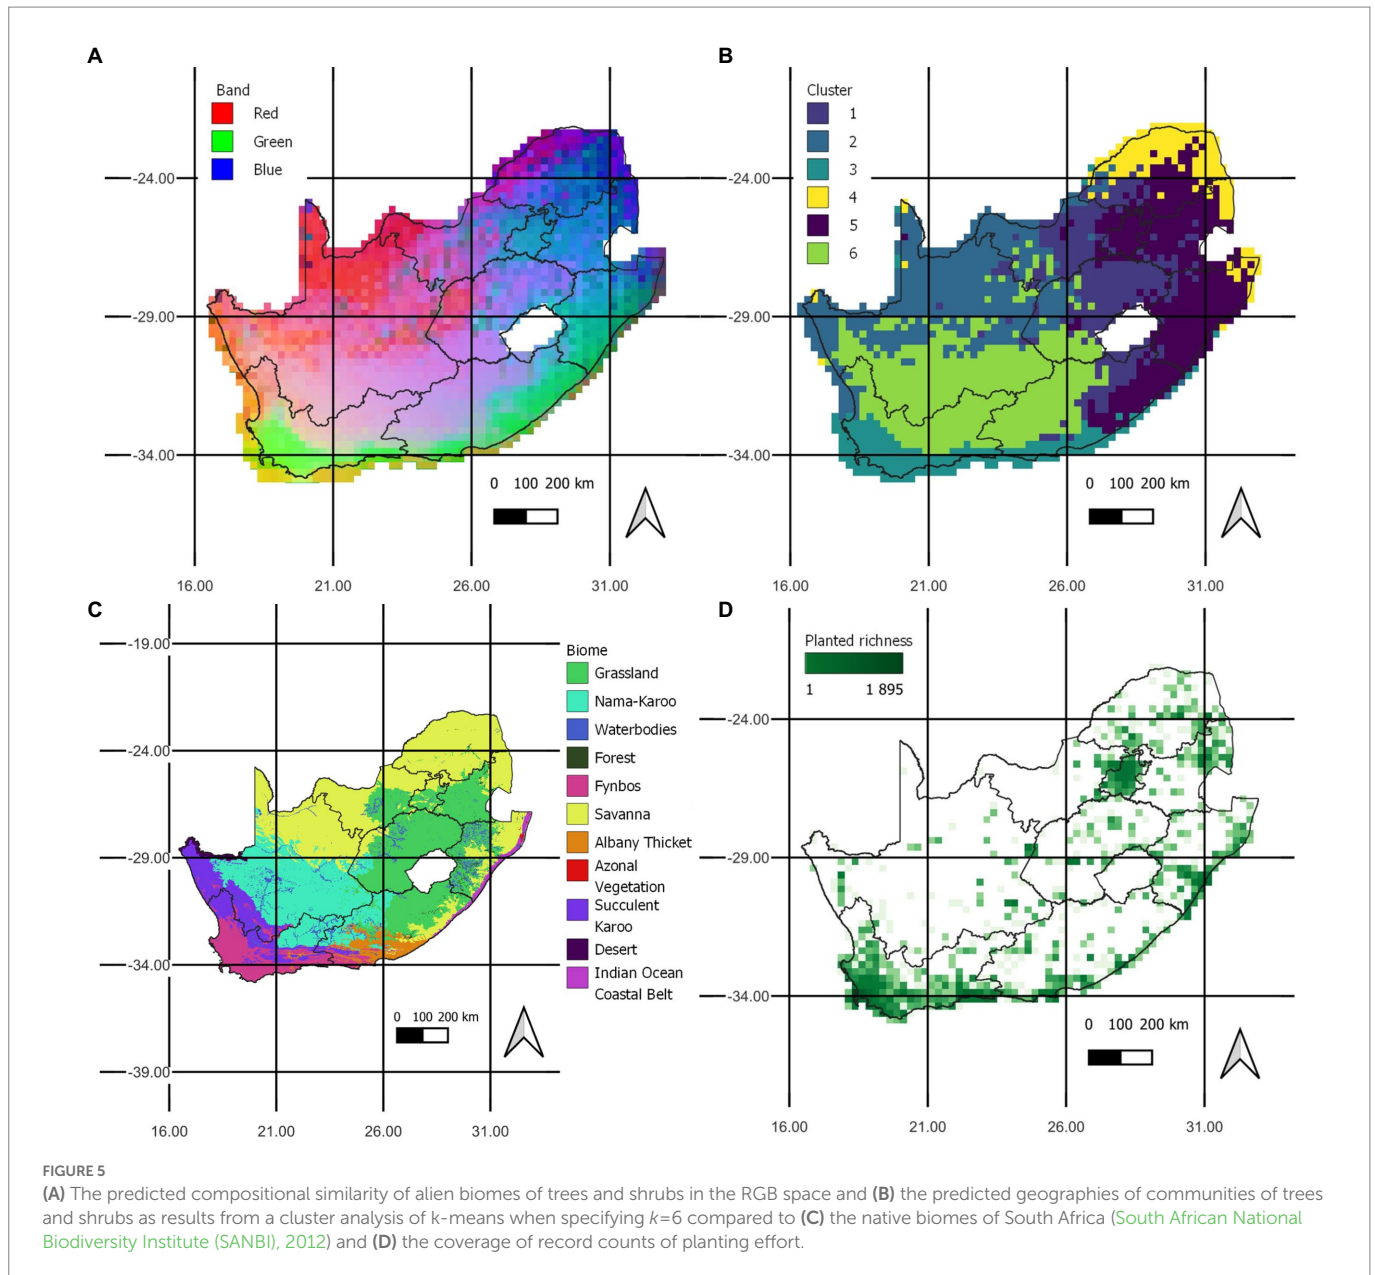 A
Band
Red
Green
Blue
-24.00
-29.00
-34.00
0 100 200 km
16.00 21.00 26.00 31.00
B
Cluster
1
2
3
4
5
6
-24.00
-29.00
-34.00
0 100 200 km
16.00 21.00 26.00 31.00
C
-19.00
-24.00
-29.00
-34.00
-39.00
Biome
Grassland
Nama-Karoo
Waterbodies
Forest
Fynbos
Savanna
Albany Thicket
Azonal
Vegetation
Succulent
Karoo
Desert
Indian Ocean
Coastal Belt
0 100 200 km
16.00 21.00 26.00 31.00
D
Planted richness
1 1 895
-24.00
-29.00
-34.00
0 100 200 km
16.00 21.00 26.00 31.00
FIGURE 5
(A) The predicted compositional similarity of alien biomes of trees and shrubs in the RGB space and (B) the predicted geographies of communities of trees
and shrubs as results from a cluster analysis of k-means when specifying k=6 compared to (C) the native biomes of South Africa (South African National
Biodiversity Institute (SANBI), 2012) and (D) the coverage of record counts of planting effort.